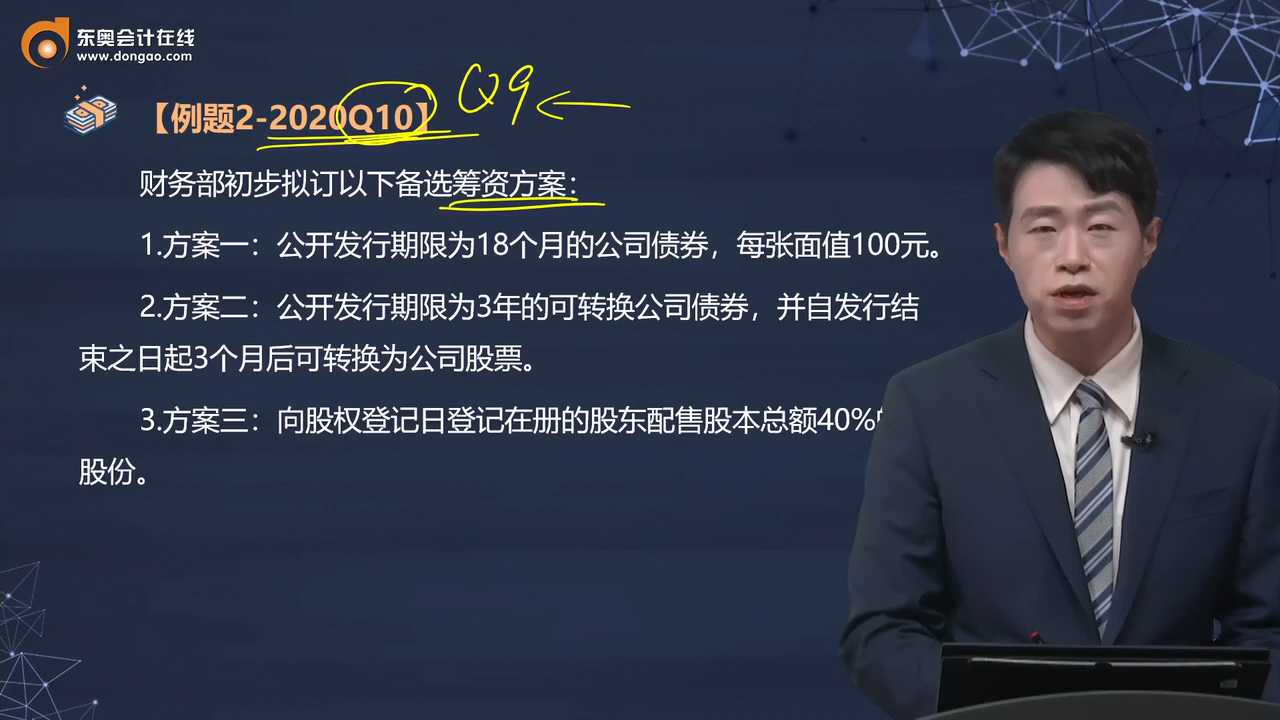 东奥会计在线
www.dongao.com
【例题2-2020Q10】 Q9
财务部初步拟订以下备选筹资方案：
1.方案一：公开发行期限为18个月的公司债券，每张面值100元。
2.方案二：公开发行期限为3年的可转换公司债券，并自发行结
束之日起3个月后可转换为公司股票。
3.方案三：向股权登记日登记在册的股东配售股本总额40%
股份。